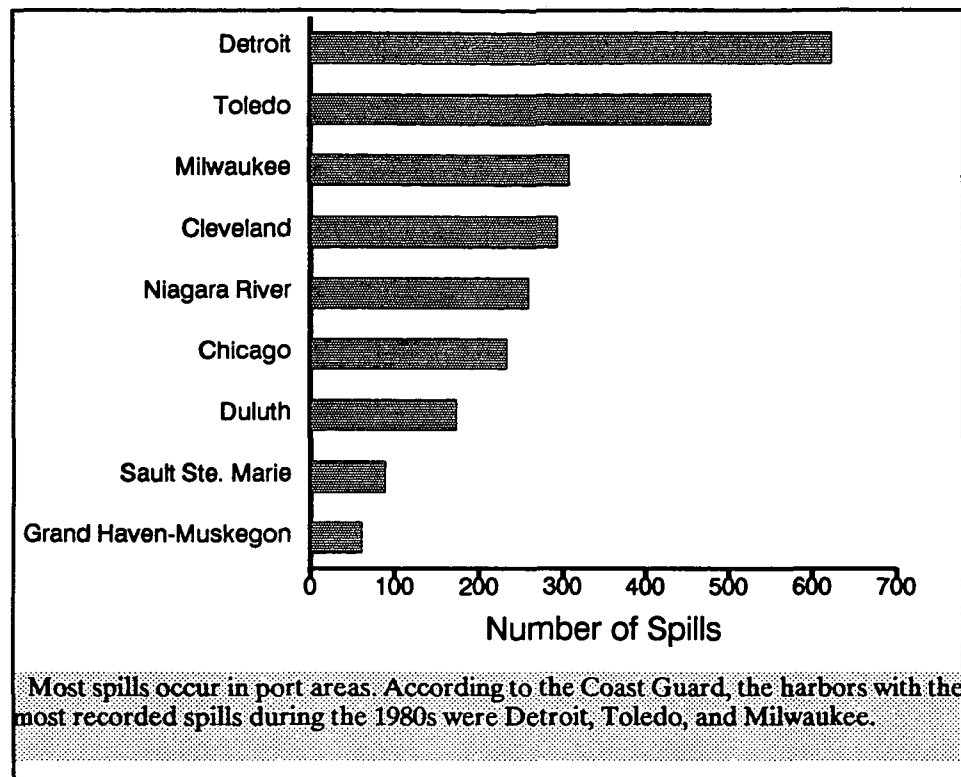 Detroit
Toledo
Milwaukee
Cleveland
Niagara River
Chicago
Duluth
Sault Ste. Marie
Grand Haven-Muskegon
0 100 200 300 400 500 600 700
Number of Spills
Most spills occur in port areas. According to the Coast Guard, the harbors with the
most recorded spills during the 1980s were Detroit, Toledo, and Milwaukee.